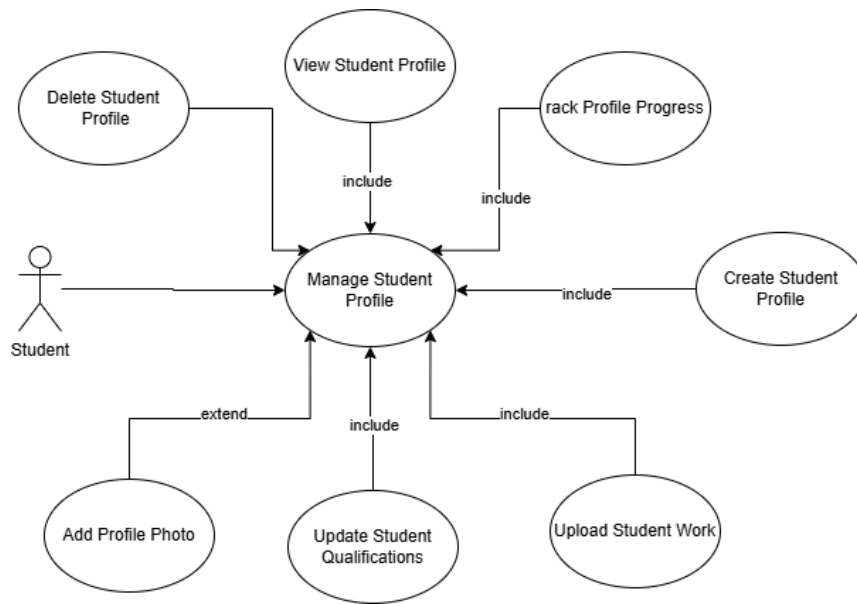 View Student Profile
Delete Student
Profile
rack Profile Progress
include
include
Manage Student
Profile
Create Student
Profile
include
Student
extend
include
include
Add Profile Photo
Update Student
Qualifications
Upload Student Work